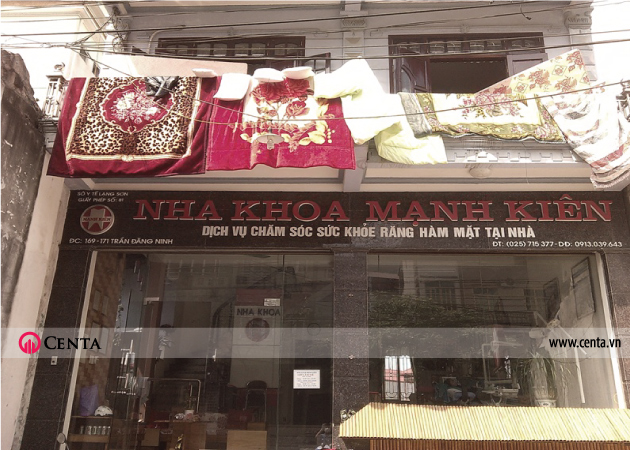 SỞ Y TẾ LẠNG SƠN
GIẤY PHÉP SỐ: 41
NHA KHOA MẠNH KIÊN
DỊCH VỤ CHĂM SÓC SỨC KHỎE RĂNG HÀM MẶT TẠI NHÀ
ĐC: 169-171 TRẦN ĐĂNG NINH
ĐT: (025) 715 377 - DĐ: 0913.039.643
NHA KHOA
CENTA
www.centa.vn